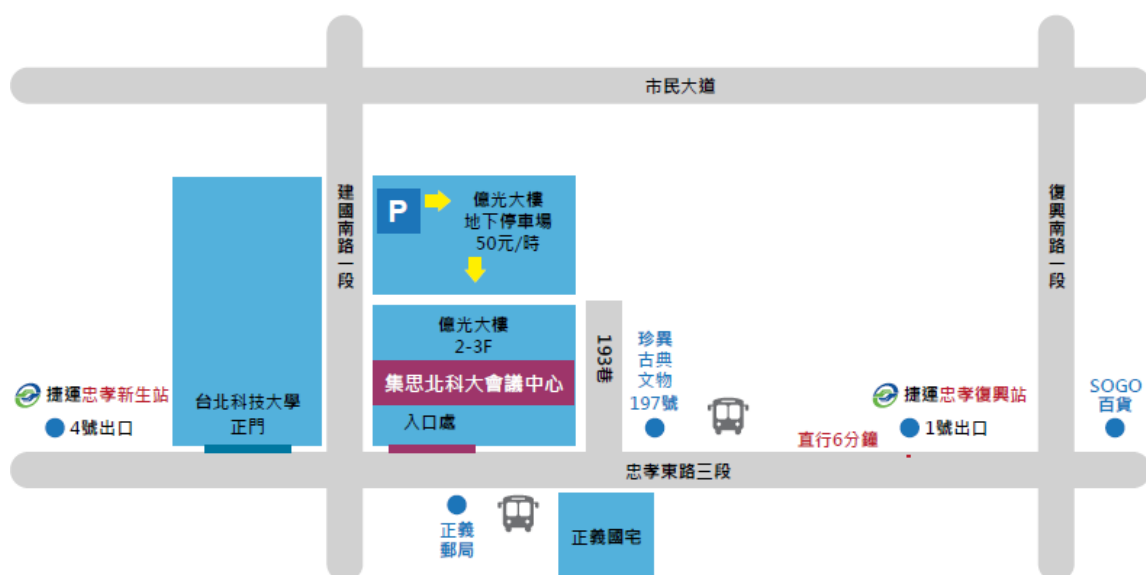 市民大道
建國南路一段
復興南路一段
P
億光大樓
地下停車場
50元/時
億光大樓
2-3F
集思北科大會議中心
入口處
193巷
珍異
古典
文物
197號
捷運忠孝新生站
4號出口
台北科技大學
正門
捷運忠孝復興站
1號出口
直行6分鐘
SOGO
百貨
忠孝東路三段
正義
郵局
正義國宅